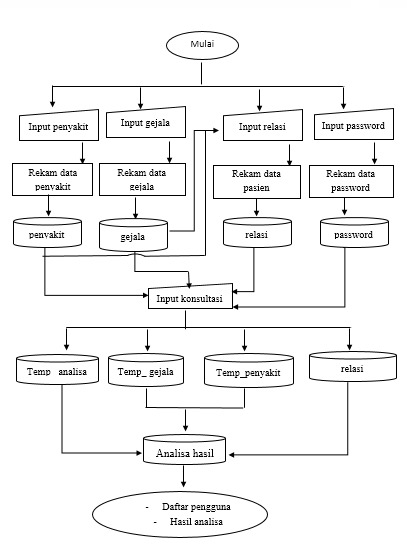 Mulai
Input penyakit
Input gejala
Input relasi
Input password
Rekam data
penyakit
Rekam data
gejala
Rekam data
pasien
Rekam data
password
penyakit
gejala
relasi
password
Input konsultasi
Temp_ analisa
Temp_ gejala
Temp_penyakit
relasi
Analisa hasil
- Daftar pengguna
- Hasil analisa